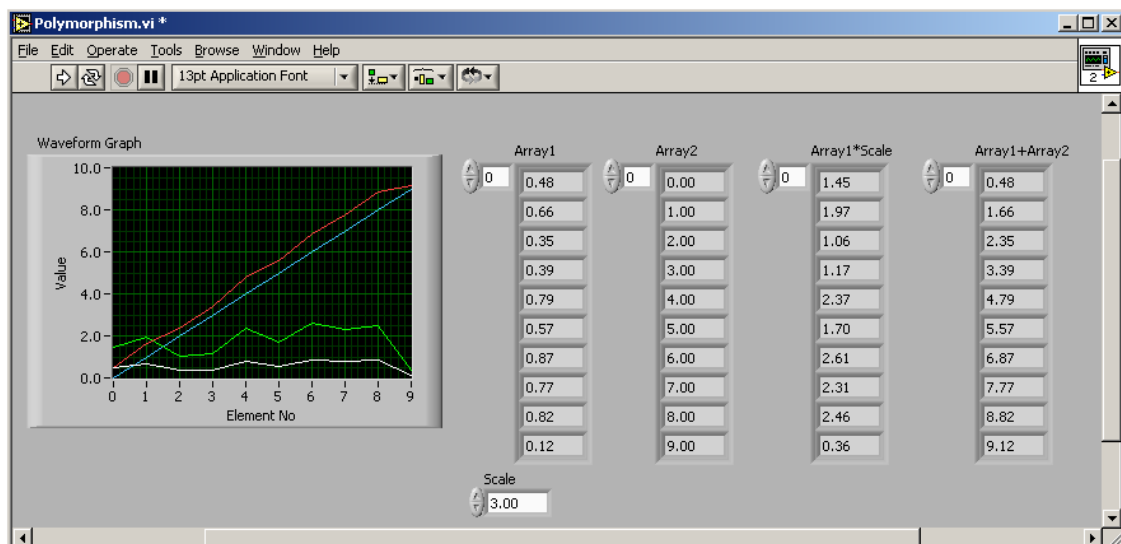 Polymorphism.vi *
File Edit Operate Tools Browse Window Help
13pt Application Font
2
Waveform Graph
Value
10.0
8.0
6.0
4.0
2.0
0.0
0 1 2 3 4 5 6 7 8 9
Element No
Array1 Array2 Array1*Scale Array1+Array2
0 0.48 0 0.00 0 1.45 0 0.48
0.66 1.00 1.97 1.66
0.35 2.00 1.06 2.35
0.39 3.00 1.17 3.39
0.79 4.00 2.37 4.79
0.57 5.00 1.70 5.57
0.87 6.00 2.61 6.87
0.77 7.00 2.31 7.77
0.82 8.00 2.46 8.82
0.12 9.00 0.36 9.12
Scale
3.00